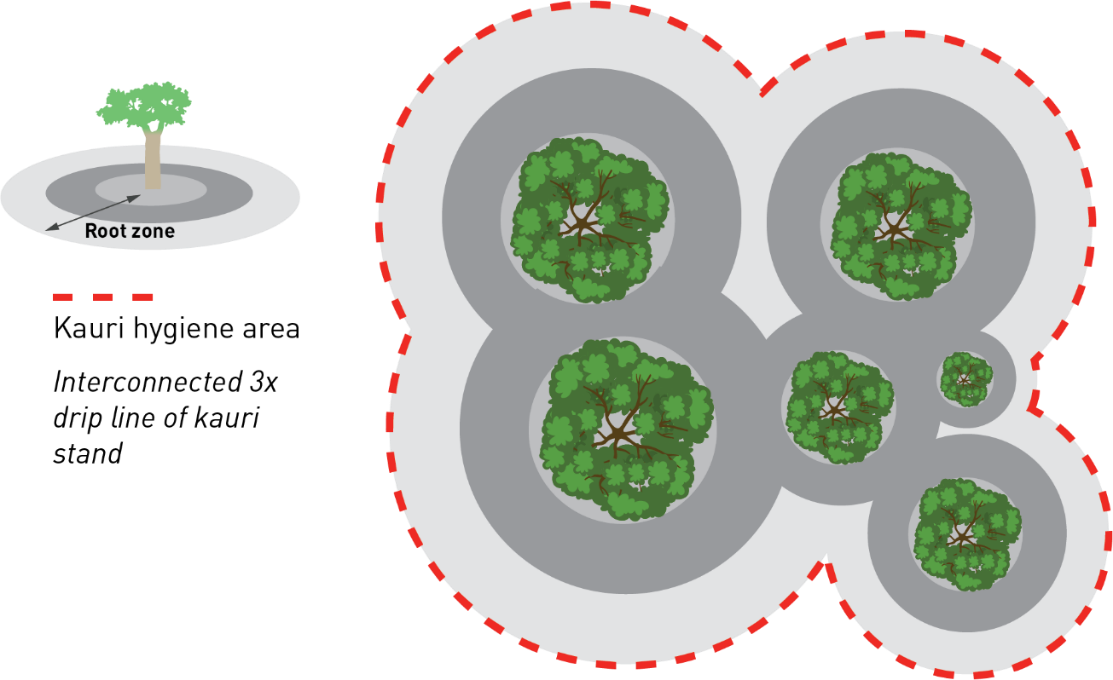 Root zone
Kauri hygiene area
Interconnected 3x
drip line of kauri
stand